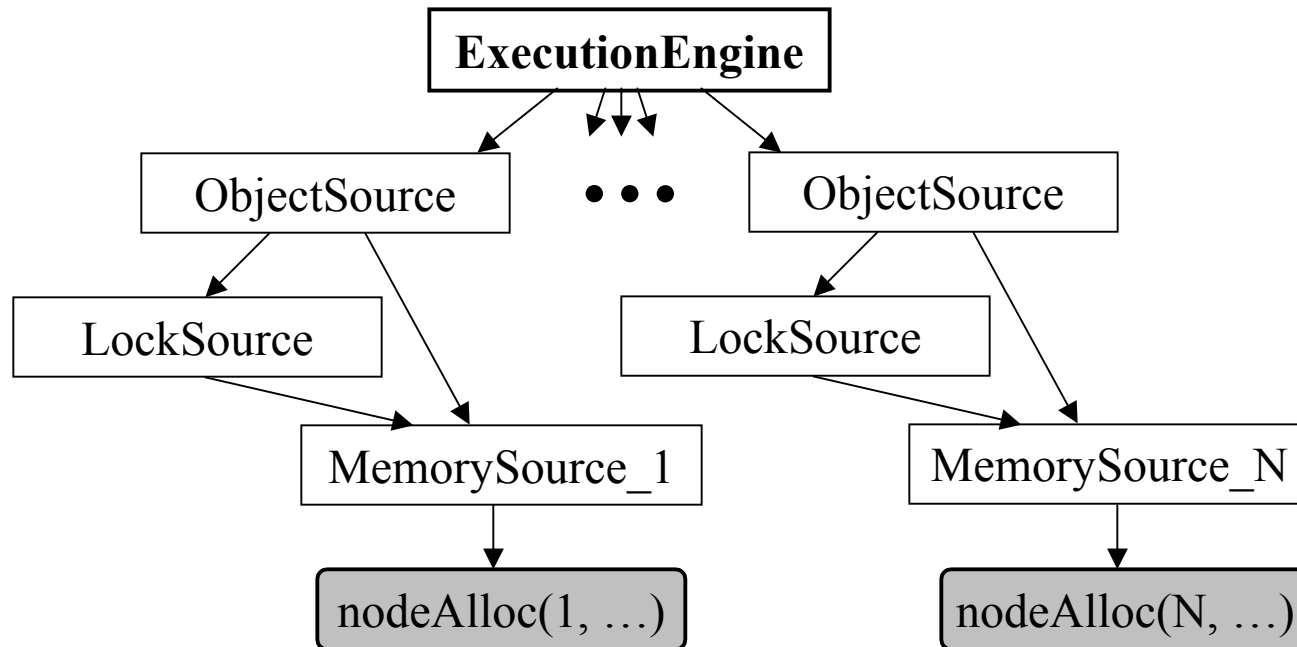 ExecutionEngine
ObjectSource
• • •
ObjectSource
LockSource
LockSource
MemorySource_1
MemorySource_N
nodeAlloc(1, …)
nodeAlloc(N, …)